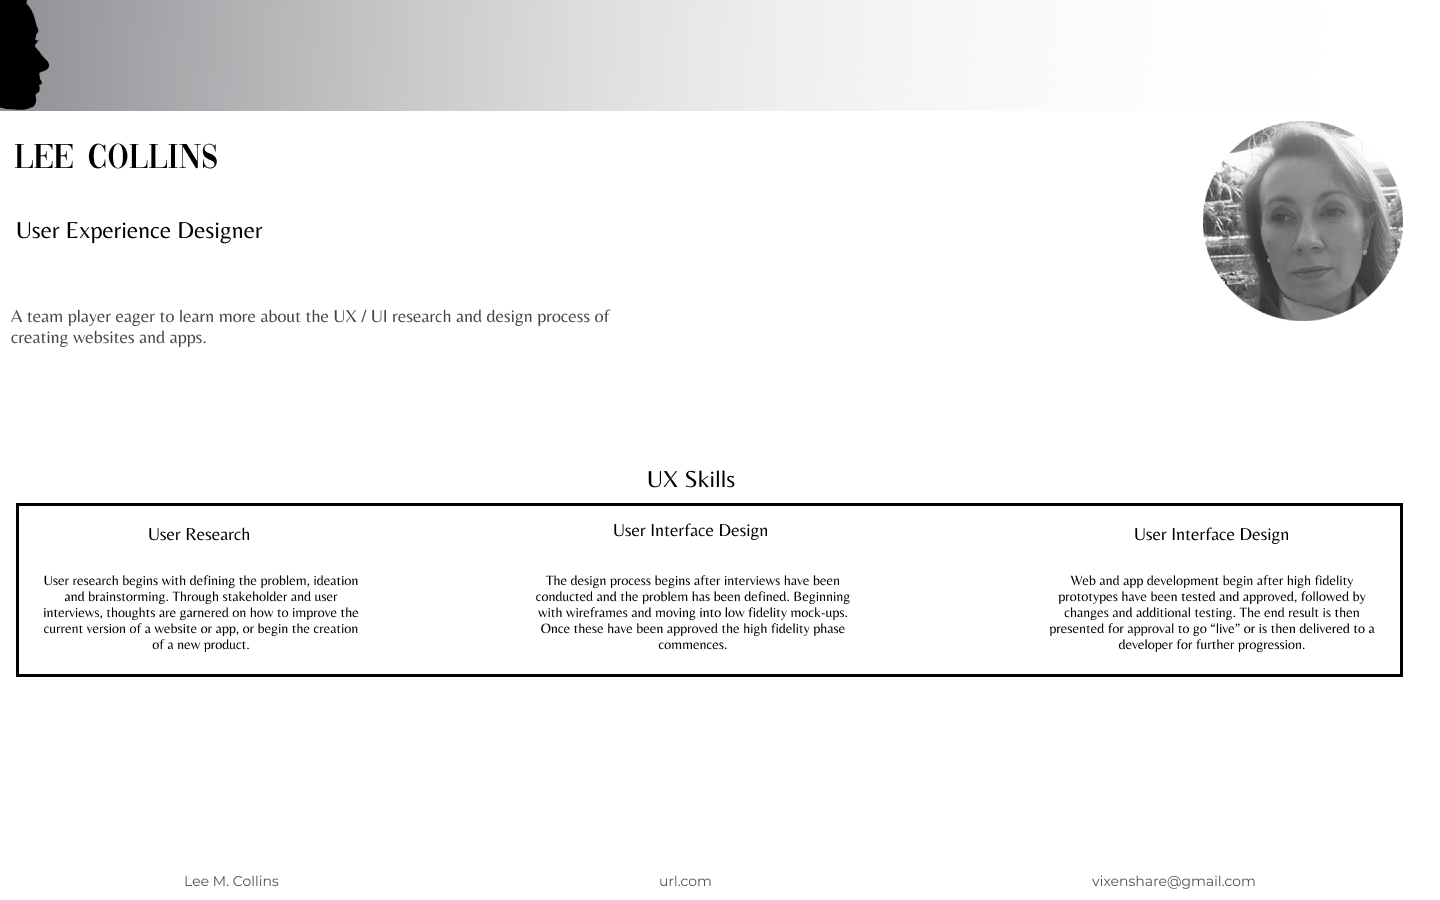 LEE COLLINS
User Experience Designer
A team player eager to learn more about the UX / UI research and design process of
creating websites and apps.
UX Skills
User Research
User research begins with defining the problem, ideation
and brainstorming. Through stakeholder and user
interviews, thoughts are garnered on how to improve the
current version of a website or app, or begin the creation
of a new product.
User Interface Design
The design process begins after interviews have been
conducted and the problem has been defined. Beginning
with wireframes and moving into low fidelity mock-ups.
Once these have been approved the high fidelity phase
commences.
User Interface Design
Web and app development begin after high fidelity
prototypes have been tested and approved, followed by
changes and additional testing. The end result is then
presented for approval to go “live” or is then delivered to a
developer for further progression.
Lee M. Collins
url.com
vixenshare@gmail.com